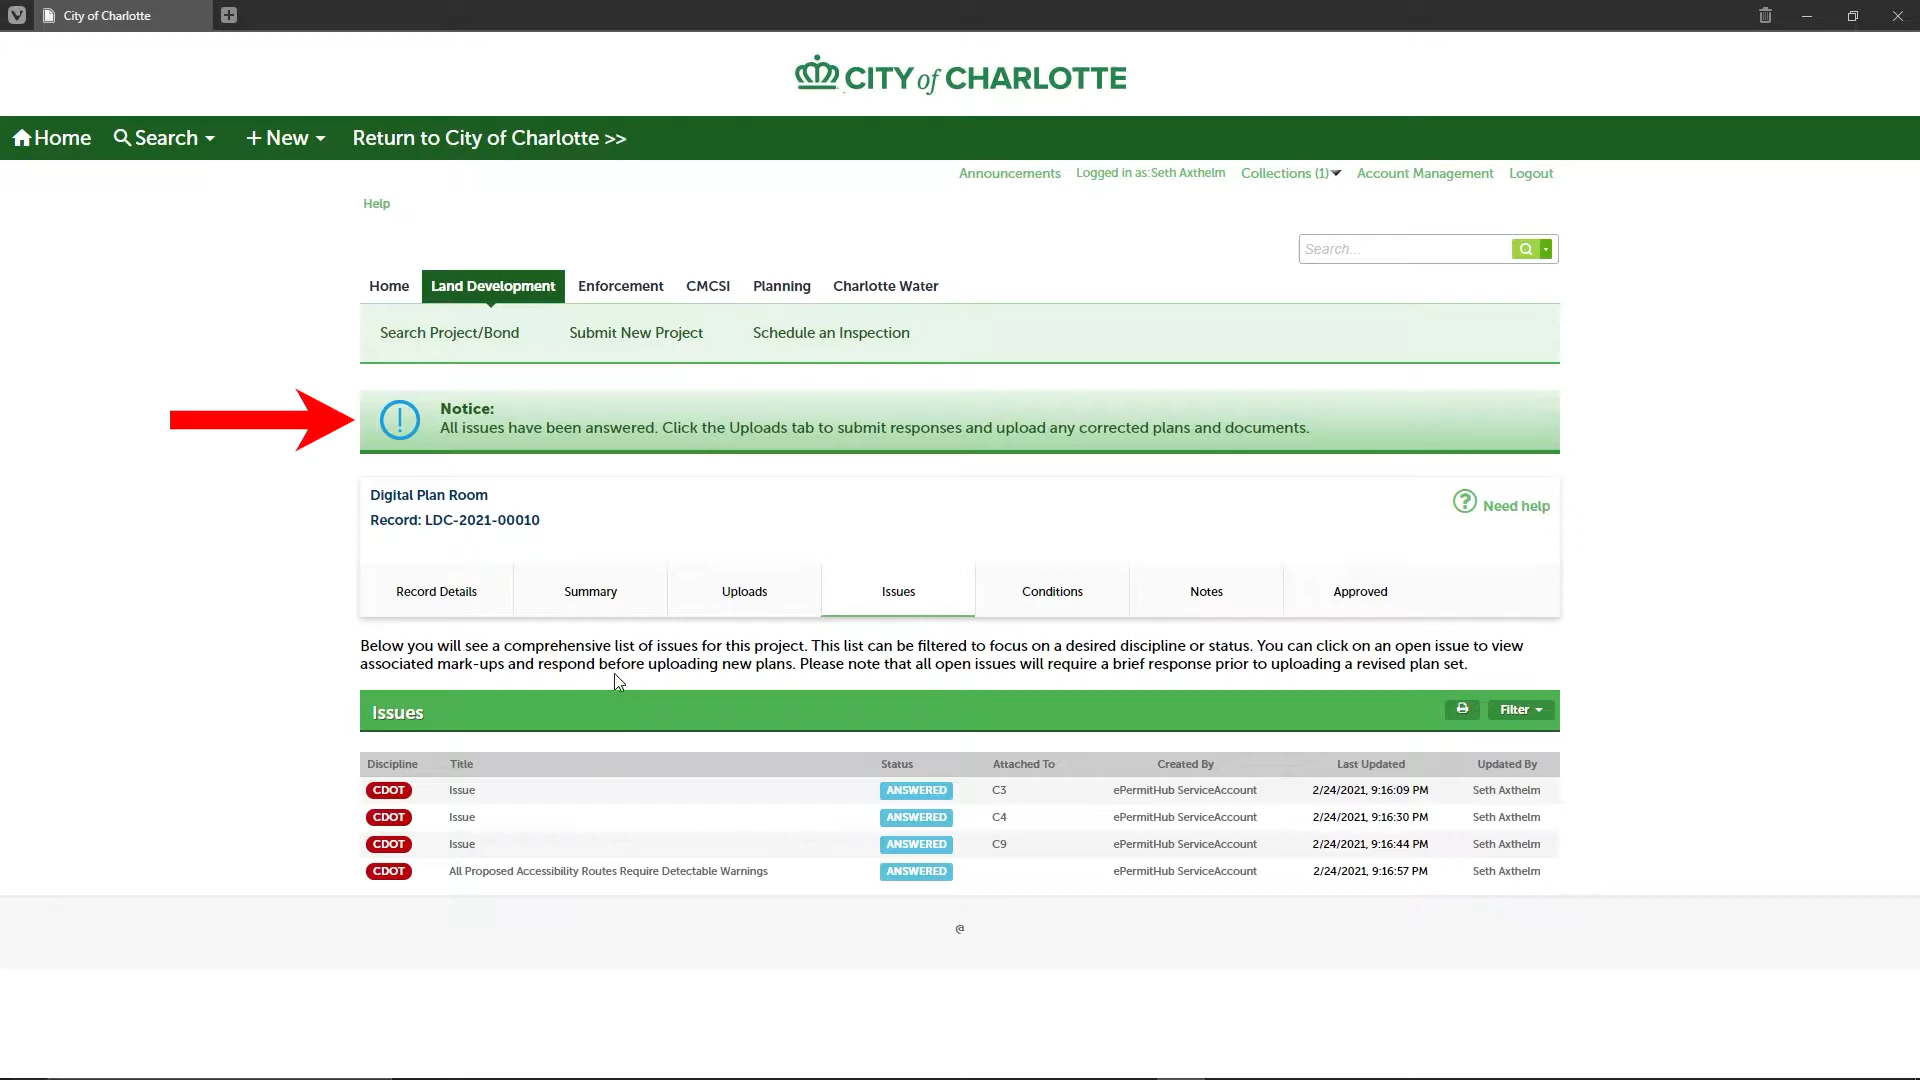 City of Charlotte
CITY of CHARLOTTE
Home Search New Return to City of Charlotte >>
Announcements Logged in as:Seth Axthelm Collections (1) Account Management Logout
Help
Search...
Home Land Development Enforcement CMCSI Planning Charlotte Water
Search Project/Bond Submit New Project Schedule an Inspection
Notice:
All issues have been answered. Click the Uploads tab to submit responses and upload any corrected plans and documents.
Digital Plan Room
Need help
Record: LDC-2021-00010
Record Details Summary Uploads Issues Conditions Notes Approved
Below you will see a comprehensive list of issues for this project. This list can be filtered to focus on a desired discipline or status. You can click on an open issue to view
associated mark-ups and respond before uploading new plans. Please note that all open issues will require a brief response prior to uploading a revised plan set.
Issues Filter
Discipline Title Status Attached To Created By Last Updated Updated By
CDOT Issue ANSWERED C3 ePermitHub ServiceAccount 2/24/2021, 9:16:09 PM Seth Axthelm
CDOT Issue ANSWERED C4 ePermitHub ServiceAccount 2/24/2021, 9:16:30 PM Seth Axthelm
CDOT Issue ANSWERED C9 ePermitHub ServiceAccount 2/24/2021, 9:16:44 PM Seth Axthelm
CDOT All Proposed Accessibility Routes Require Detectable Warnings ANSWERED ePermitHub ServiceAccount 2/24/2021, 9:16:57 PM Seth Axthelm
@